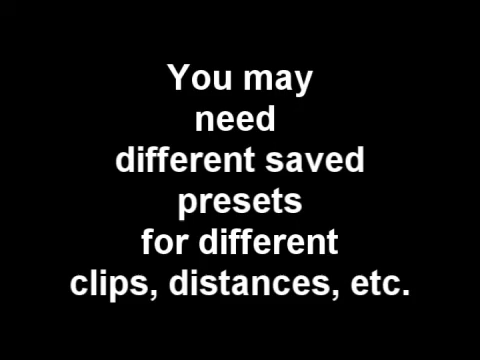 You may
need
different saved
presets
for different
clips, distances, etc.